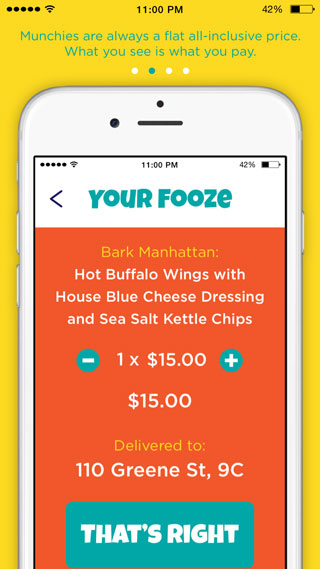 11:00 PM
42%
Munchies are always a flat all-inclusive price.
What you see is what you pay.
11:00 PM
42%
YOUR FOOZE
Bark Manhattan:
Hot Buffalo Wings with
House Blue Cheese Dressing
and Sea Salt Kettle Chips
1 x $15.00
$15.00
Delivered to:
110 Greene St, 9C
THAT'S RIGHT